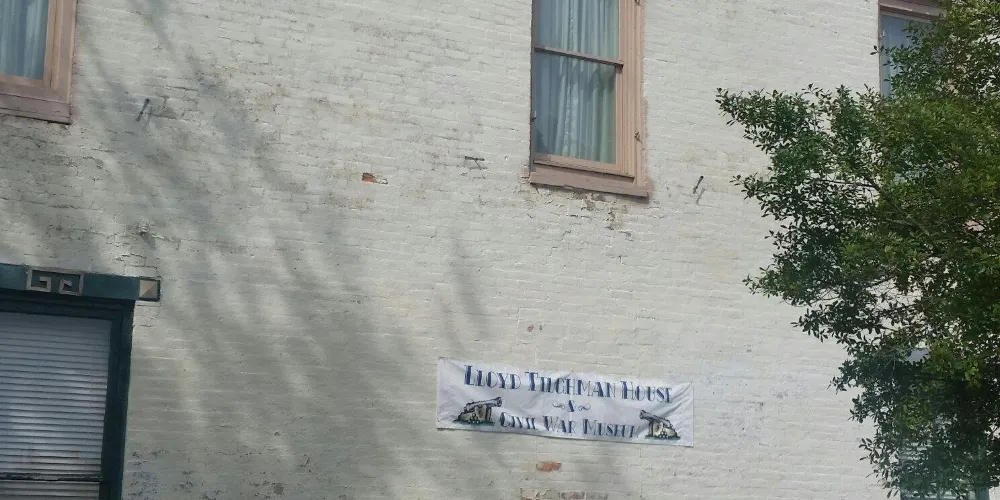 LLOYD TILGHMAN HOUSE
&
CIVIL WAR MUSEUM